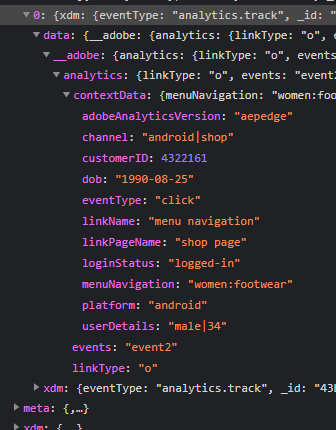 0: {xdm: {eventType: "analytics.track", _id: "
data: {__adobe: {analytics: {linkType: "o", e
__adobe: {analytics: {linkType: "o", events:
analytics: {linkType: "o", events: "event2
contextData: {menuNavigation: "women:foo
adobeAnalyticsVersion: "aepedge"
channel: "android|shop"
customerID: 4322161
dob: "1990-08-25"
eventType: "click"
linkName: "menu navigation"
linkPageName: "shop page"
loginStatus: "logged-in"
menuNavigation: "women:footwear"
platform: "android"
userDetails: "male|34"
events: "event2"
linkType: "o"
xdm: {eventType: "analytics.track", _id: "43
meta: {,…}
xdm: {,…}